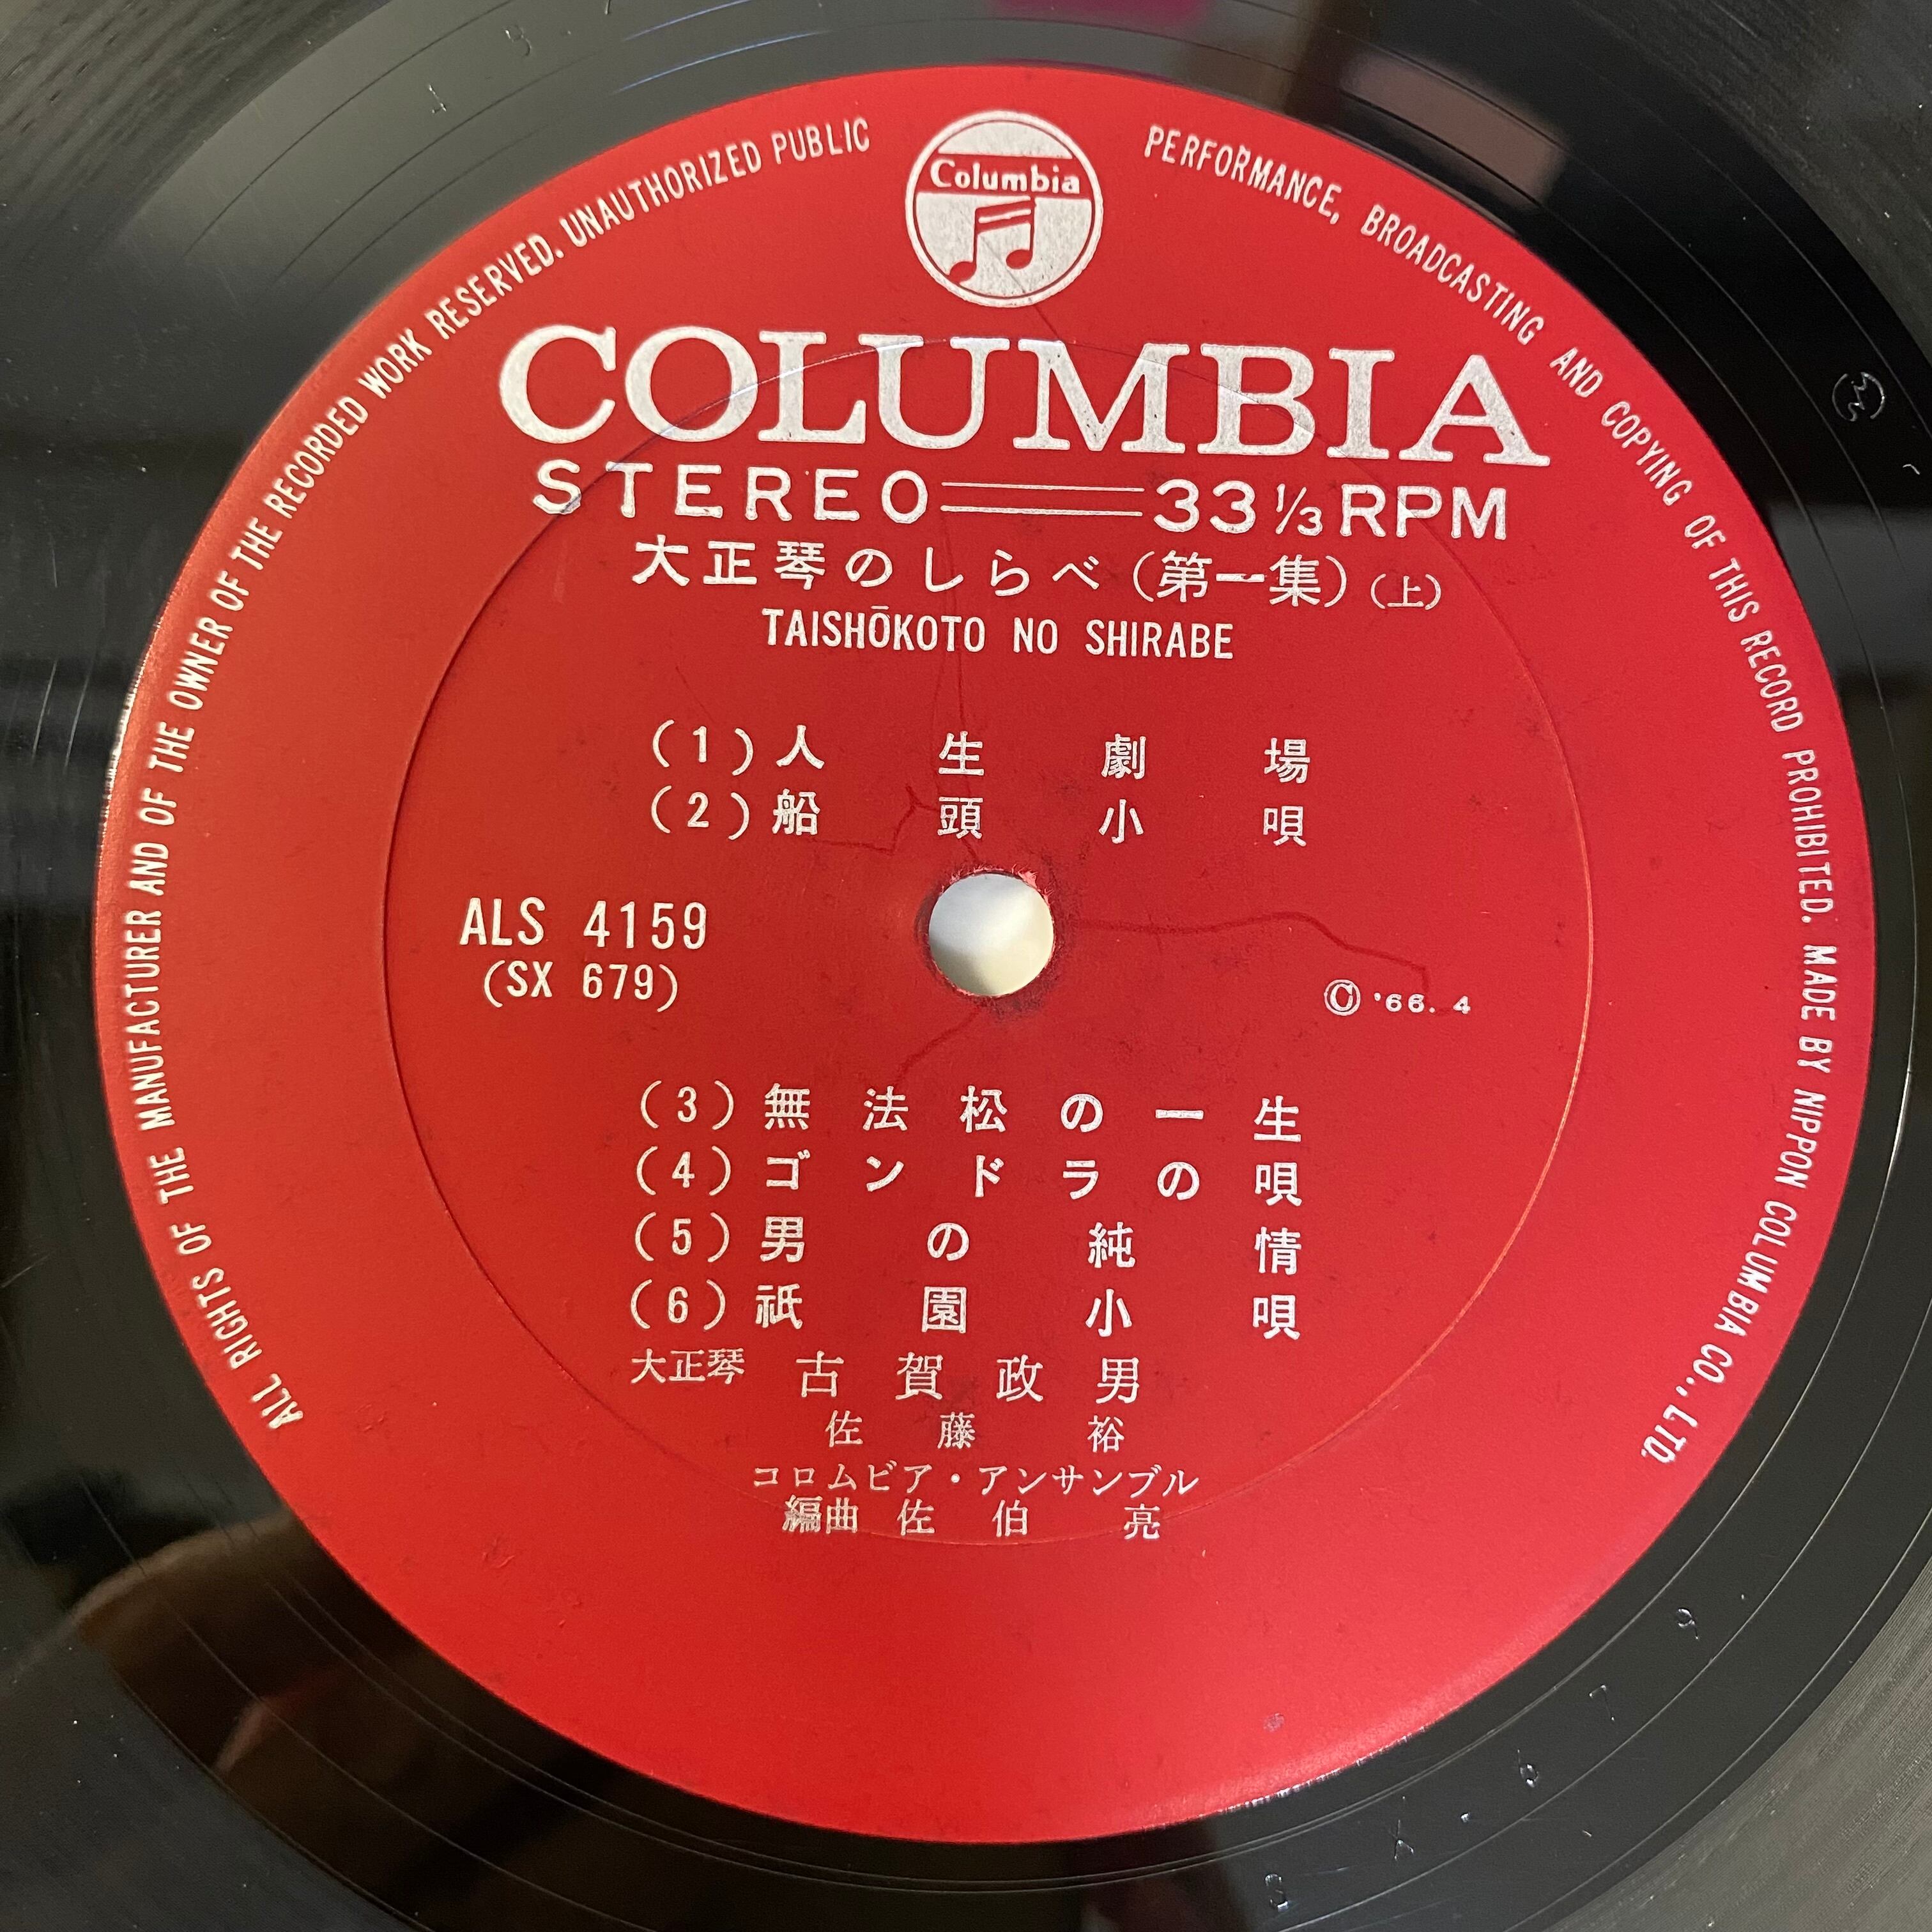 ALL RIGHTS OF THE MANUFACTURER AND OF THE OWNER OF THE RECORDED WORK RESERVED. UNAUTHORIZED PUBLIC PERFORMANCE, BROADCASTING AND COPYING OF THIS RECORD PROHIBITED. MADE BY NIPPON COLUMBIA CO., LTD.
Columbia
COLUMBIA
STEREO 33 1/3 RPM
大正琴のしらべ(第一集)(上)
TAISHŌKOTO NO SHIRABE
(1)人生劇場
(2)船頭小唄
ALS 4159
(SX 679)
Ⓒ '66. 4
(3)無法松の一生
(4)ゴンドラの唄
(5)男の純情
(6)祇園小唄
大正琴 古賀政男
佐藤裕
コロムビア・アンサンブル
編曲 佐伯亮